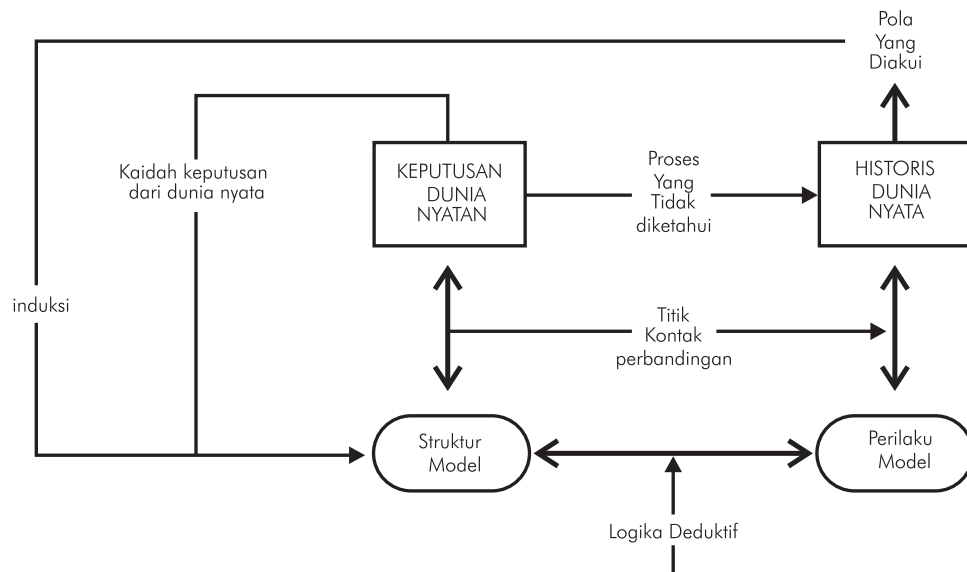 Pola
Yang
Diakui
Kaidah keputusan
dari dunia nyata
KEPUTUSAN
DUNIA
NYATAN
Proses
Yang
Tidak
diketahui
HISTORIS
DUNIA
NYATA
induksi
Titik
Kontak
perbandingan
Struktur
Model
Perilaku
Model
Logika Deduktif